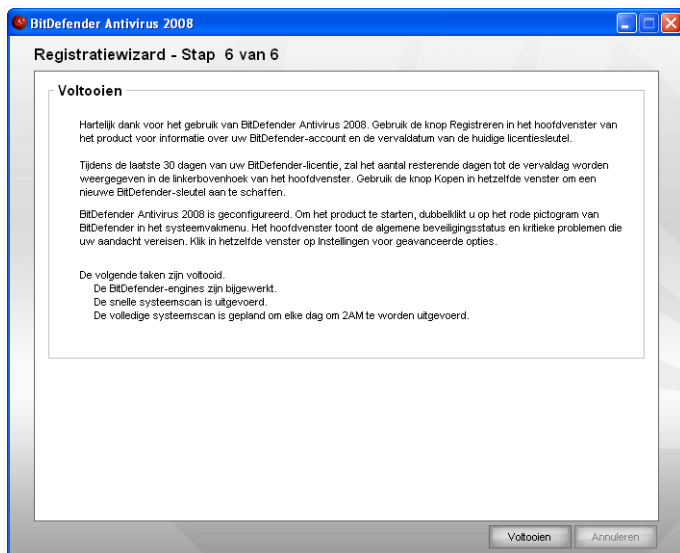 BitDefender Antivirus 2008
Registratiewizard - Stap 6 van 6
Voltooien
Hartelijk dank voor het gebruik van BitDefender Antivirus 2008. Gebruik de knop Registreren in het hoofdvenster van
het product voor informatie over uw BitDefender-account en de vervaldatum van de huidige licentiesleutel.
Tijdens de laatste 30 dagen van uw BitDefender-licentie, zal het aantal resterende dagen tot de vervaldag worden
weergegeven in de linkerbovenhoek van het hoofdvenster. Gebruik de knop Kopen in hetzelfde venster om een
nieuwe BitDefender-sleutel aan te schaffen.
BitDefender Antivirus 2008 is geconfigureerd. Om het product te starten, dubbelklikt u op het rode pictogram van
BitDefender in het systeemvakmenu. Het hoofdvenster toont de algemene beveiligingsstatus en kritieke problemen die
uw aandacht vereisen. Klik in hetzelfde venster op Instellingen voor geavanceerde opties.
De volgende taken zijn voltooid.
De BitDefender-engines zijn bijgewerkt.
De snelle systeemscan is uitgevoerd.
De volledige systeemscan is gepland om elke dag om 2AM te worden uitgevoerd.
Voltooien
Annuleren